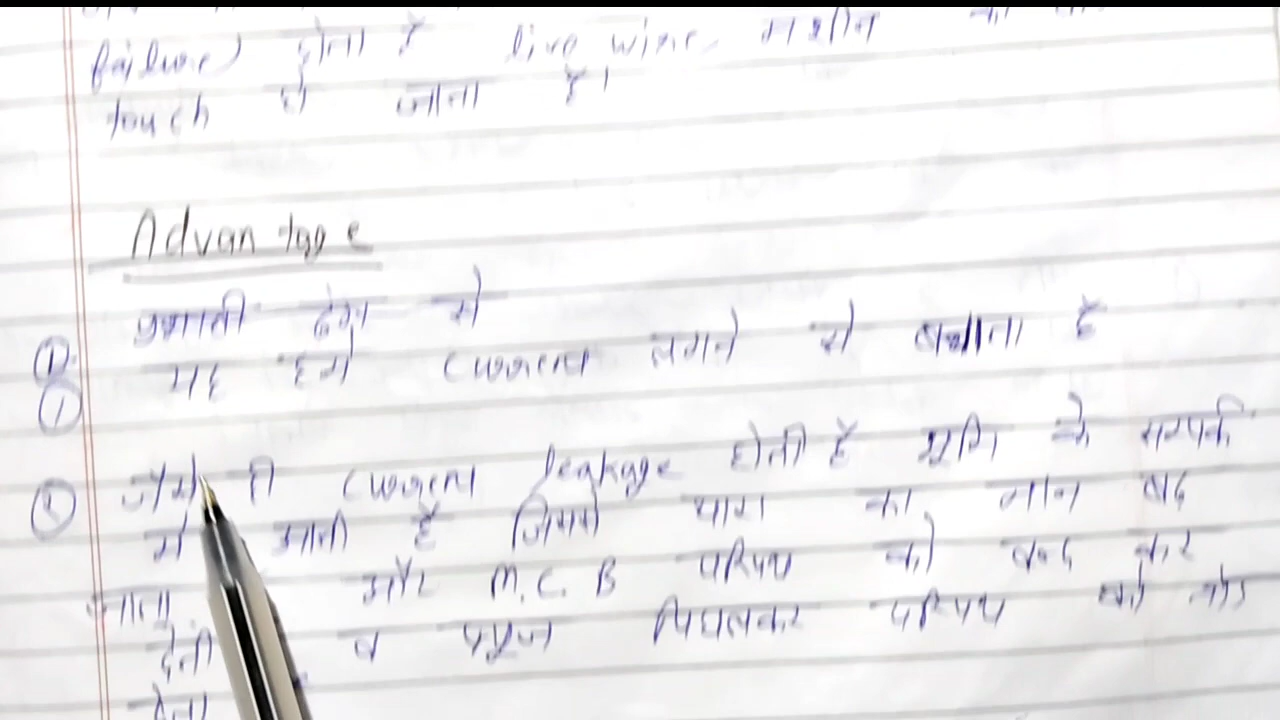 failure) होता है live wire मशीन
touch हो जाता है।
Advantage
प्रणाली
① यह हमे current लगने से बचाता है
①
② जैसे ही current leakage होती है भूमि के सम्पर्क
मे आती है जिससे धारा का मान बढ़
जाता और M.C.B परिपथ को बन्द कर
देती व फ्यूज पिघलकर परिपथ को तोड़
देता